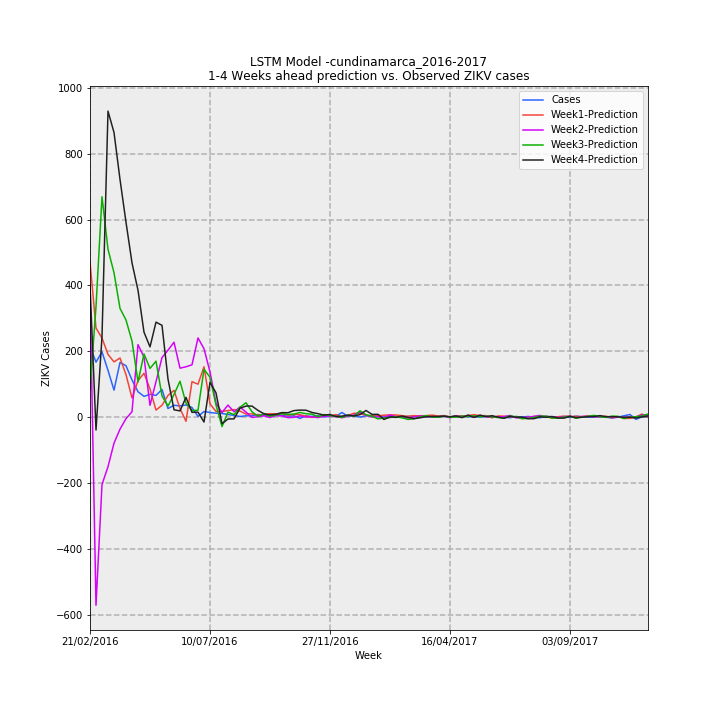 LSTM Model -cundinamarca_2016-2017
1-4 Weeks ahead prediction vs. Observed ZIKV cases
Cases
Week1-Prediction
Week2-Prediction
Week3-Prediction
Week4-Prediction
1000
800
600
400
200
0
−200
−400
−600
ZIKV Cases
21/02/2016 10/07/2016 27/11/2016 16/04/2017 03/09/2017
Week